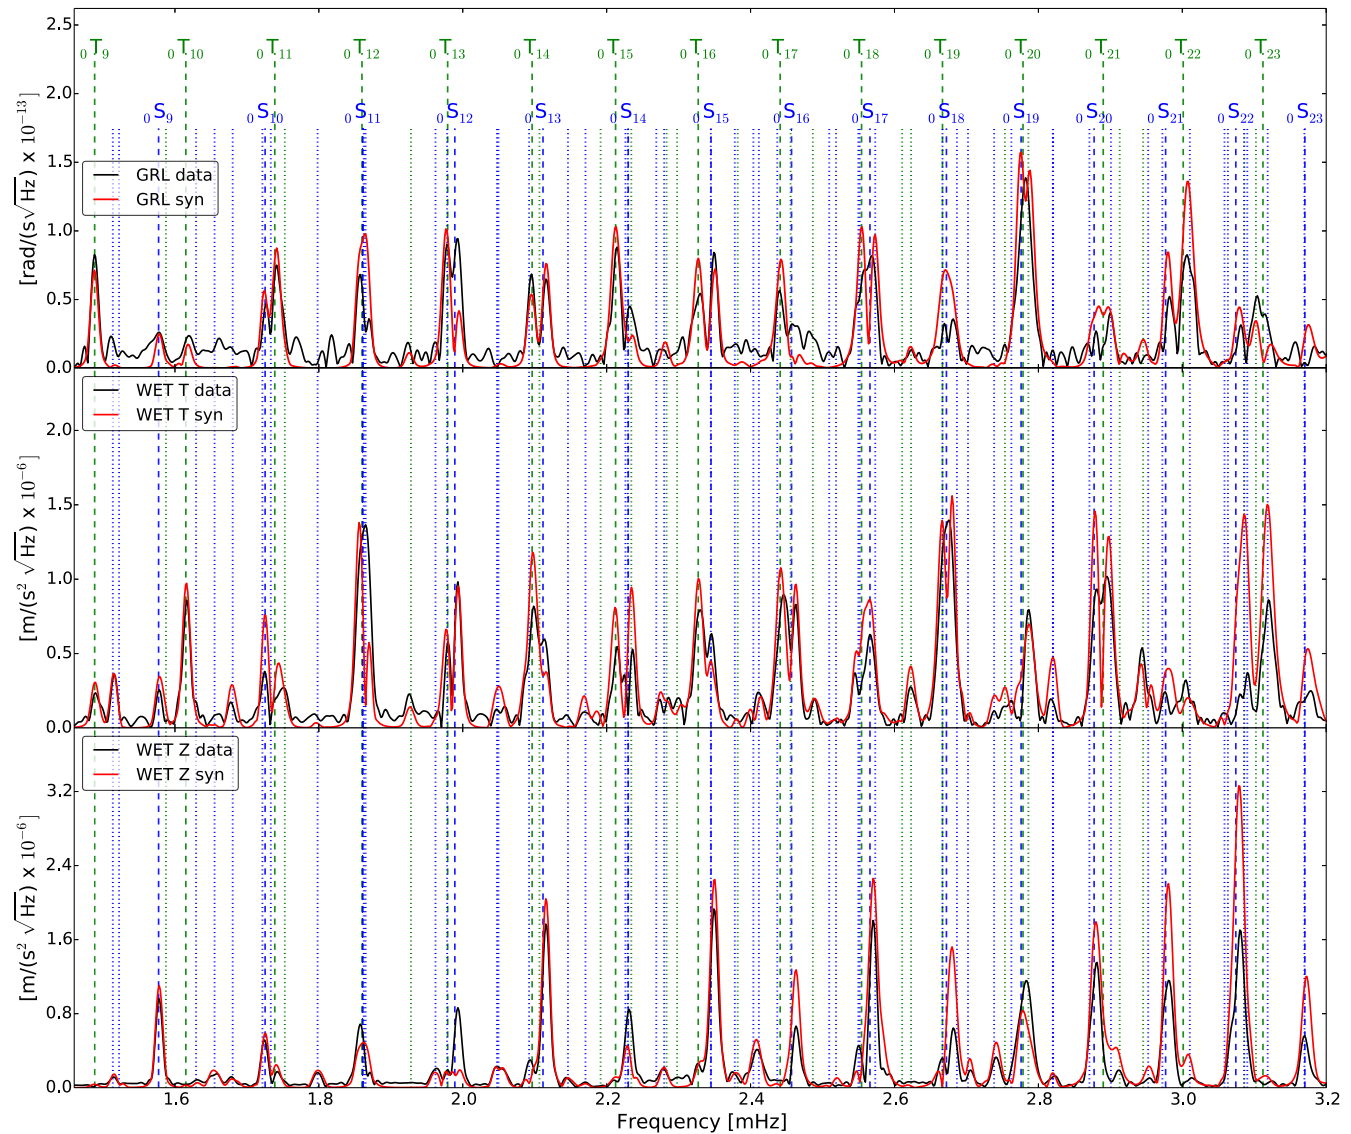 2.5
₀T₉ ₀T₁₀ ₀T₁₁ ₀T₁₂ ₀T₁₃ ₀T₁₄ ₀T₁₅ ₀T₁₆ ₀T₁₇ ₀T₁₈ ₀T₁₉ ₀T₂₀ ₀T₂₁ ₀T₂₂ ₀T₂₃
2.0
₀S₉ ₀S₁₀ ₀S₁₁ ₀S₁₂ ₀S₁₃ ₀S₁₄ ₀S₁₅ ₀S₁₆ ₀S₁₇ ₀S₁₈ ₀S₁₉ ₀S₂₀ ₀S₂₁ ₀S₂₂ ₀S₂₃
[rad/(s√Hz) x 10⁻¹³]
1.5
GRL data
GRL syn
1.0
0.5
0.0
WET T data
WET T syn
[m/(s² √Hz) x 10⁻⁶]
2.0
1.5
1.0
0.5
0.0
WET Z data
WET Z syn
[m/(s² √Hz) x 10⁻⁶]
3.2
2.4
1.6
0.8
0.0
1.6 1.8 2.0 2.2 2.4 2.6 2.8 3.0 3.2
Frequency [mHz]